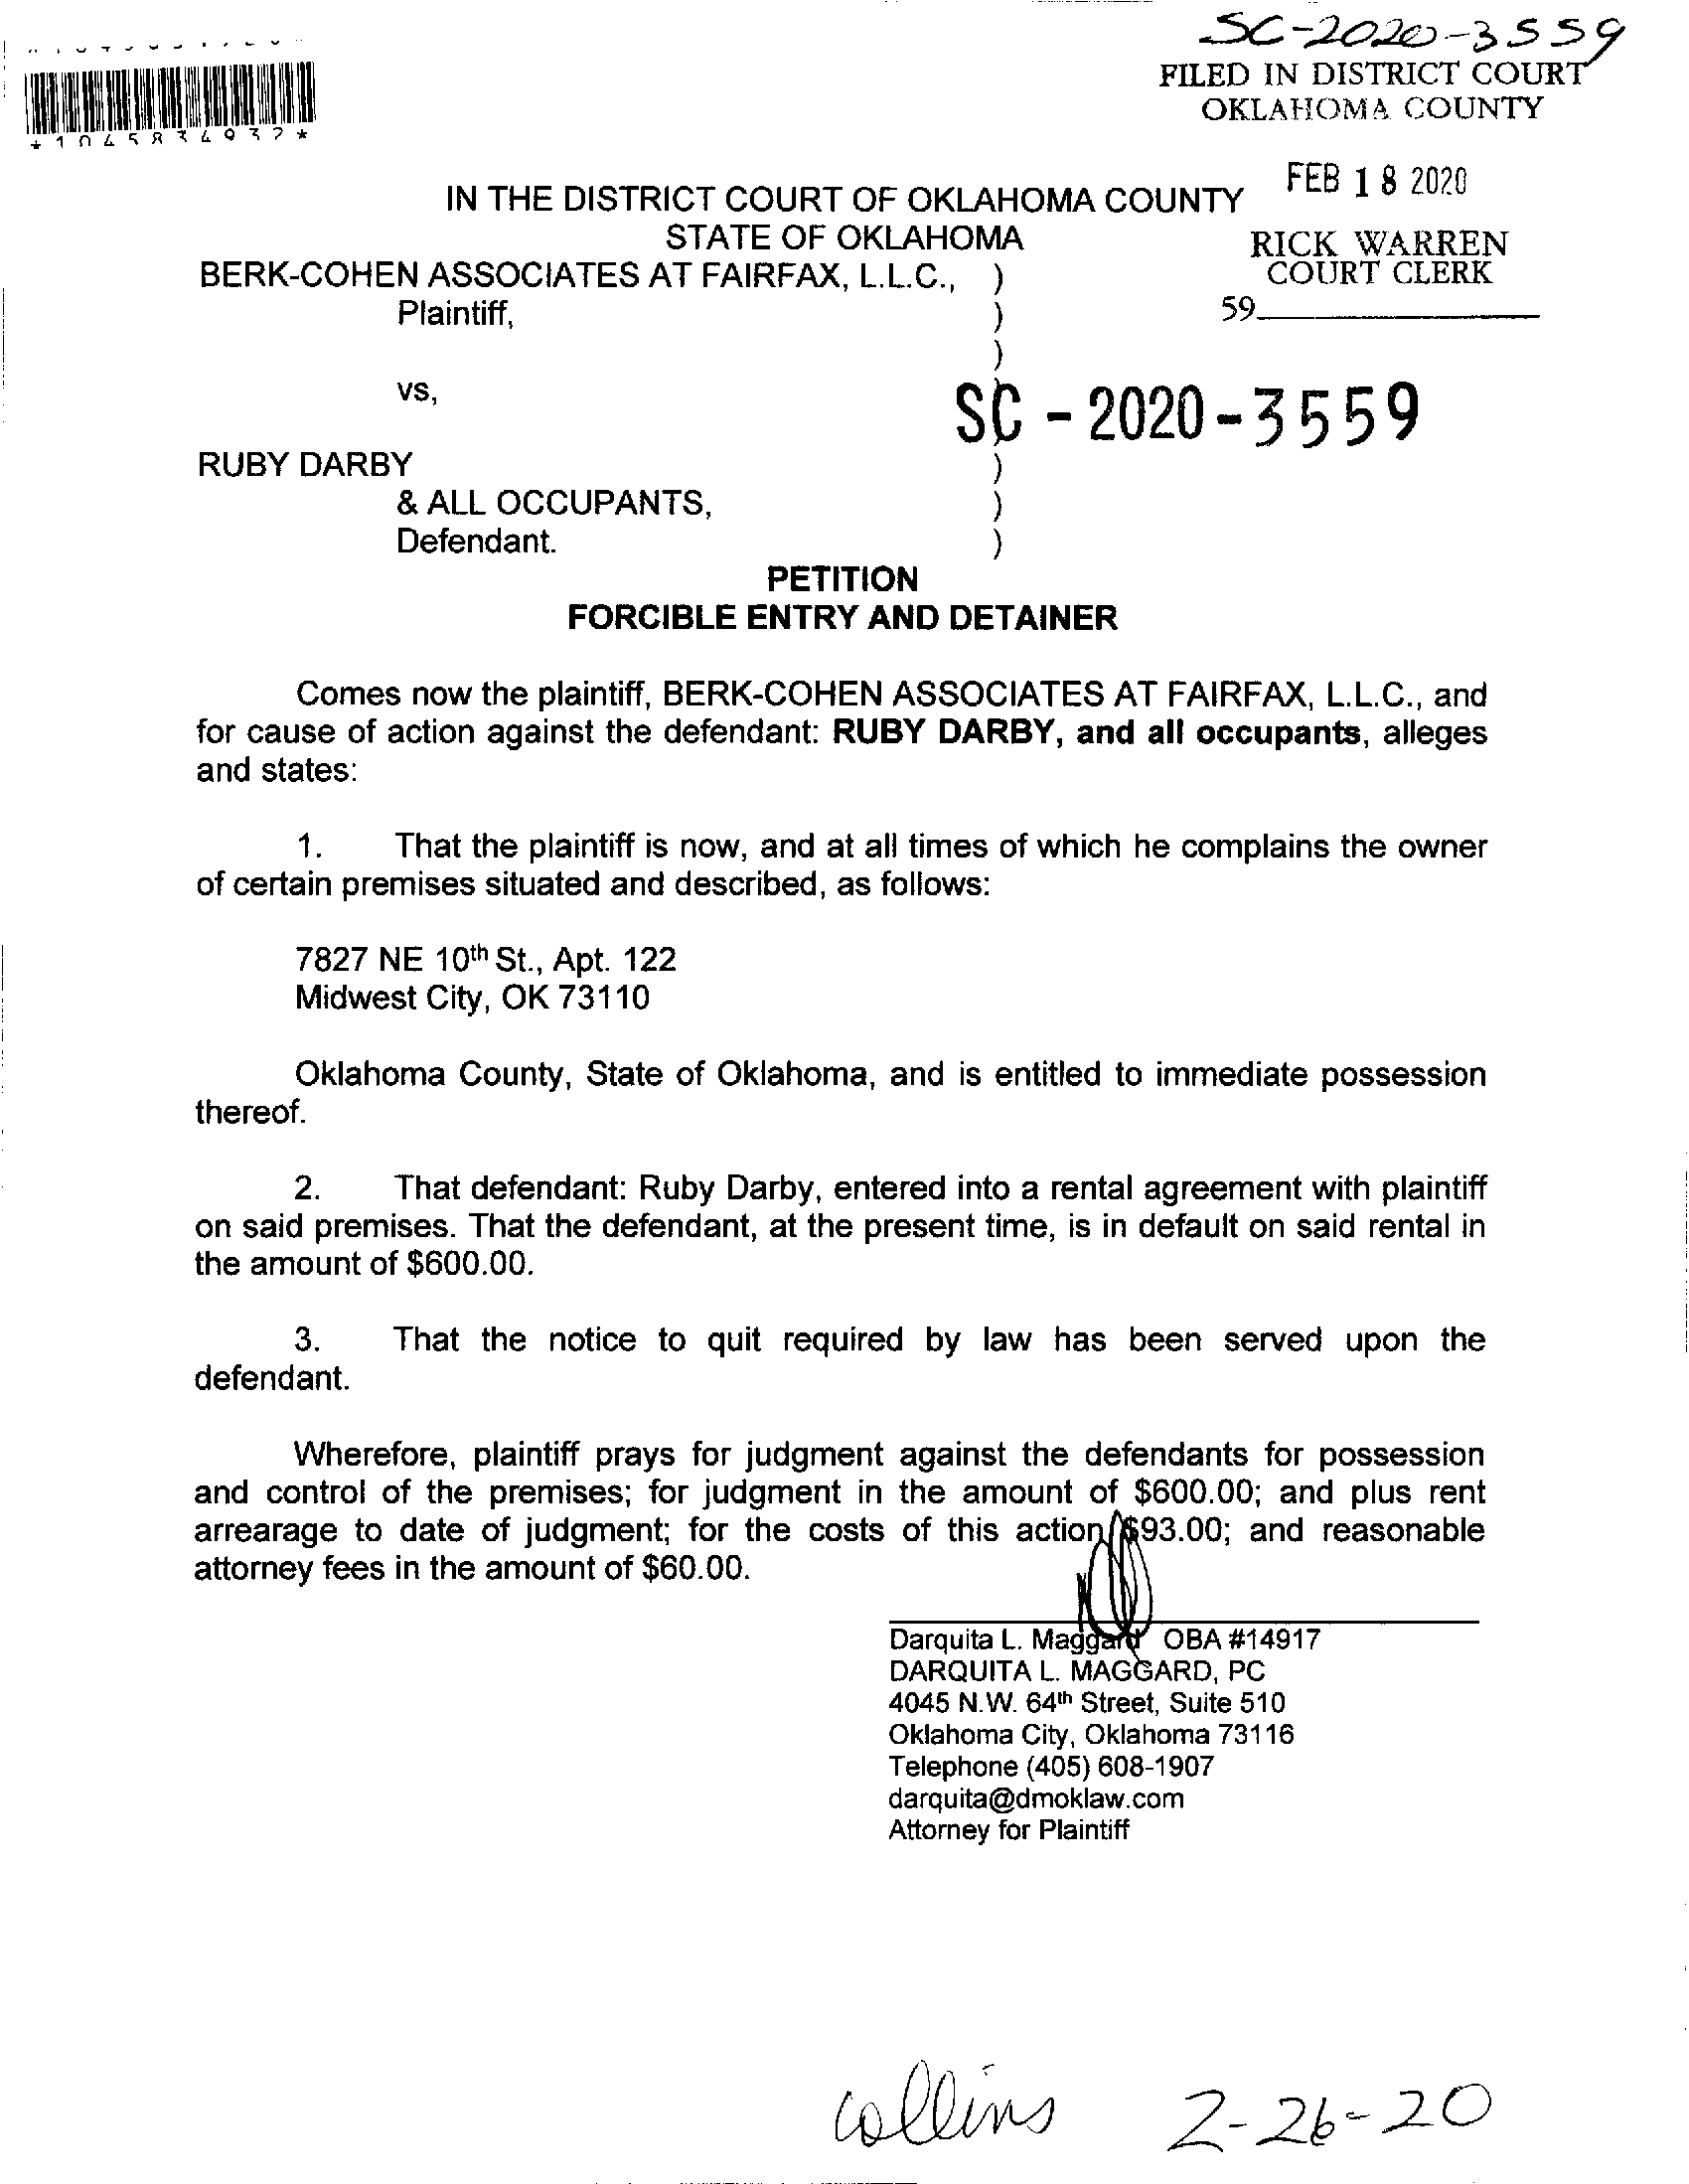 SC-2020-3559
FILED IN DISTRICT COURT
OKLAHOMA COUNTY
*1045834932*
FEB 18 2020
IN THE DISTRICT COURT OF OKLAHOMA COUNTY
STATE OF OKLAHOMA
RICK WARREN
COURT CLERK
59
BERK-COHEN ASSOCIATES AT FAIRFAX, L.L.C., )
Plaintiff, )
)
vs,
SC - 2020 - 3559
RUBY DARBY )
& ALL OCCUPANTS, )
Defendant. )
PETITION
FORCIBLE ENTRY AND DETAINER
Comes now the plaintiff, BERK-COHEN ASSOCIATES AT FAIRFAX, L.L.C., and
for cause of action against the defendant: RUBY DARBY, and all occupants, alleges
and states:
1. That the plaintiff is now, and at all times of which he complains the owner
of certain premises situated and described, as follows:
7827 NE 10th St., Apt. 122
Midwest City, OK 73110
Oklahoma County, State of Oklahoma, and is entitled to immediate possession
thereof.
2. That defendant: Ruby Darby, entered into a rental agreement with plaintiff
on said premises. That the defendant, at the present time, is in default on said rental in
the amount of $600.00.
3. That the notice to quit required by law has been served upon the
defendant.
Wherefore, plaintiff prays for judgment against the defendants for possession
and control of the premises; for judgment in the amount of $600.00; and plus rent
arrearage to date of judgment; for the costs of this action $93.00; and reasonable
attorney fees in the amount of $60.00.
Darquita L. Maggard OBA #14917
DARQUITA L. MAGGARD, PC
4045 N.W. 64th Street, Suite 510
Oklahoma City, Oklahoma 73116
Telephone (405) 608-1907
darquita@dmoklaw.com
Attorney for Plaintiff
Collins 2-26-20